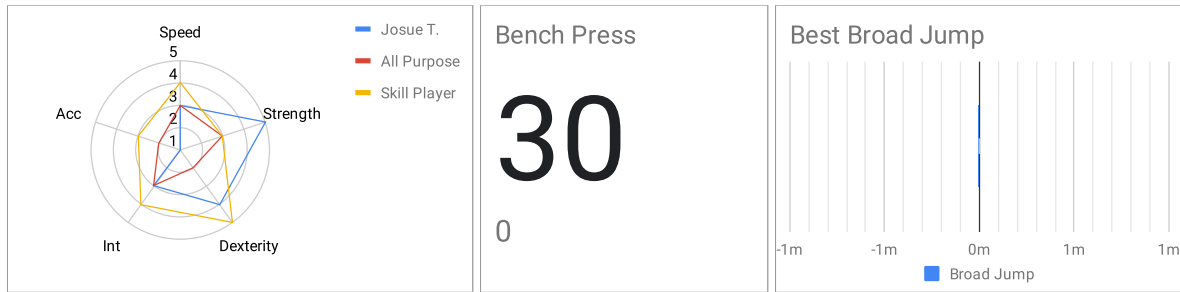 Speed
5
4
3
2
1
Acc
Strength
Int
Dexterity
Josue T.
All Purpose
Skill Player
Bench Press
30
0
Best Broad Jump
-1m -1m 0m 1m 1m
Broad Jump